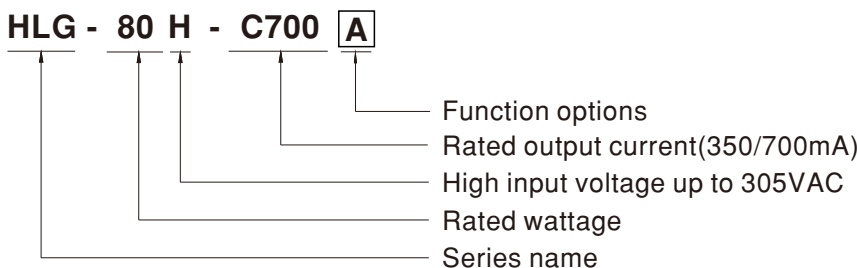 HLG - 80 H - C700 A
Function options
Rated output current(350/700mA)
High input voltage up to 305VAC
Rated wattage
Series name